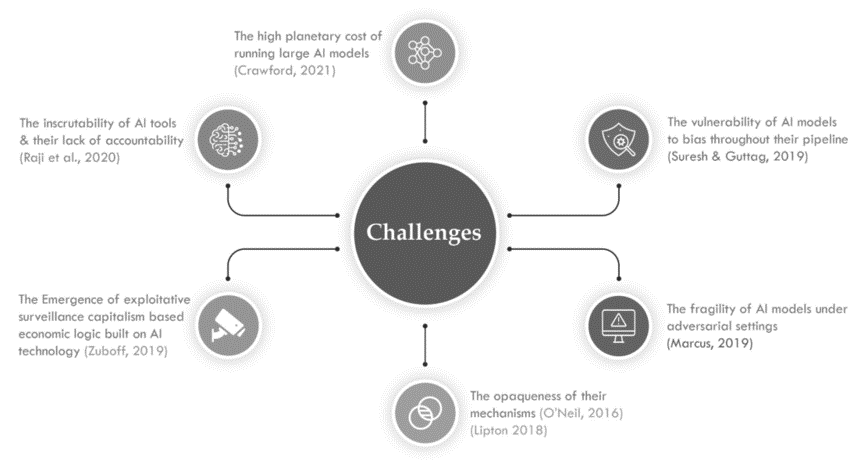 The high planetary cost of
running large AI models
(Crawford, 2021)
The inscrutability of AI tools
& their lack of accountability
(Raji et al., 2020)
The vulnerability of AI models
to bias throughout their pipeline
(Suresh & Guttag, 2019)
Challenges
The Emergence of exploitative
surveillance capitalism based
economic logic built on AI
technology (Zuboff, 2019)
The fragility of AI models under
adversarial settings
(Marcus, 2019)
The opaqueness of their
mechanisms (O'Neil, 2016)
(Lipton 2018)